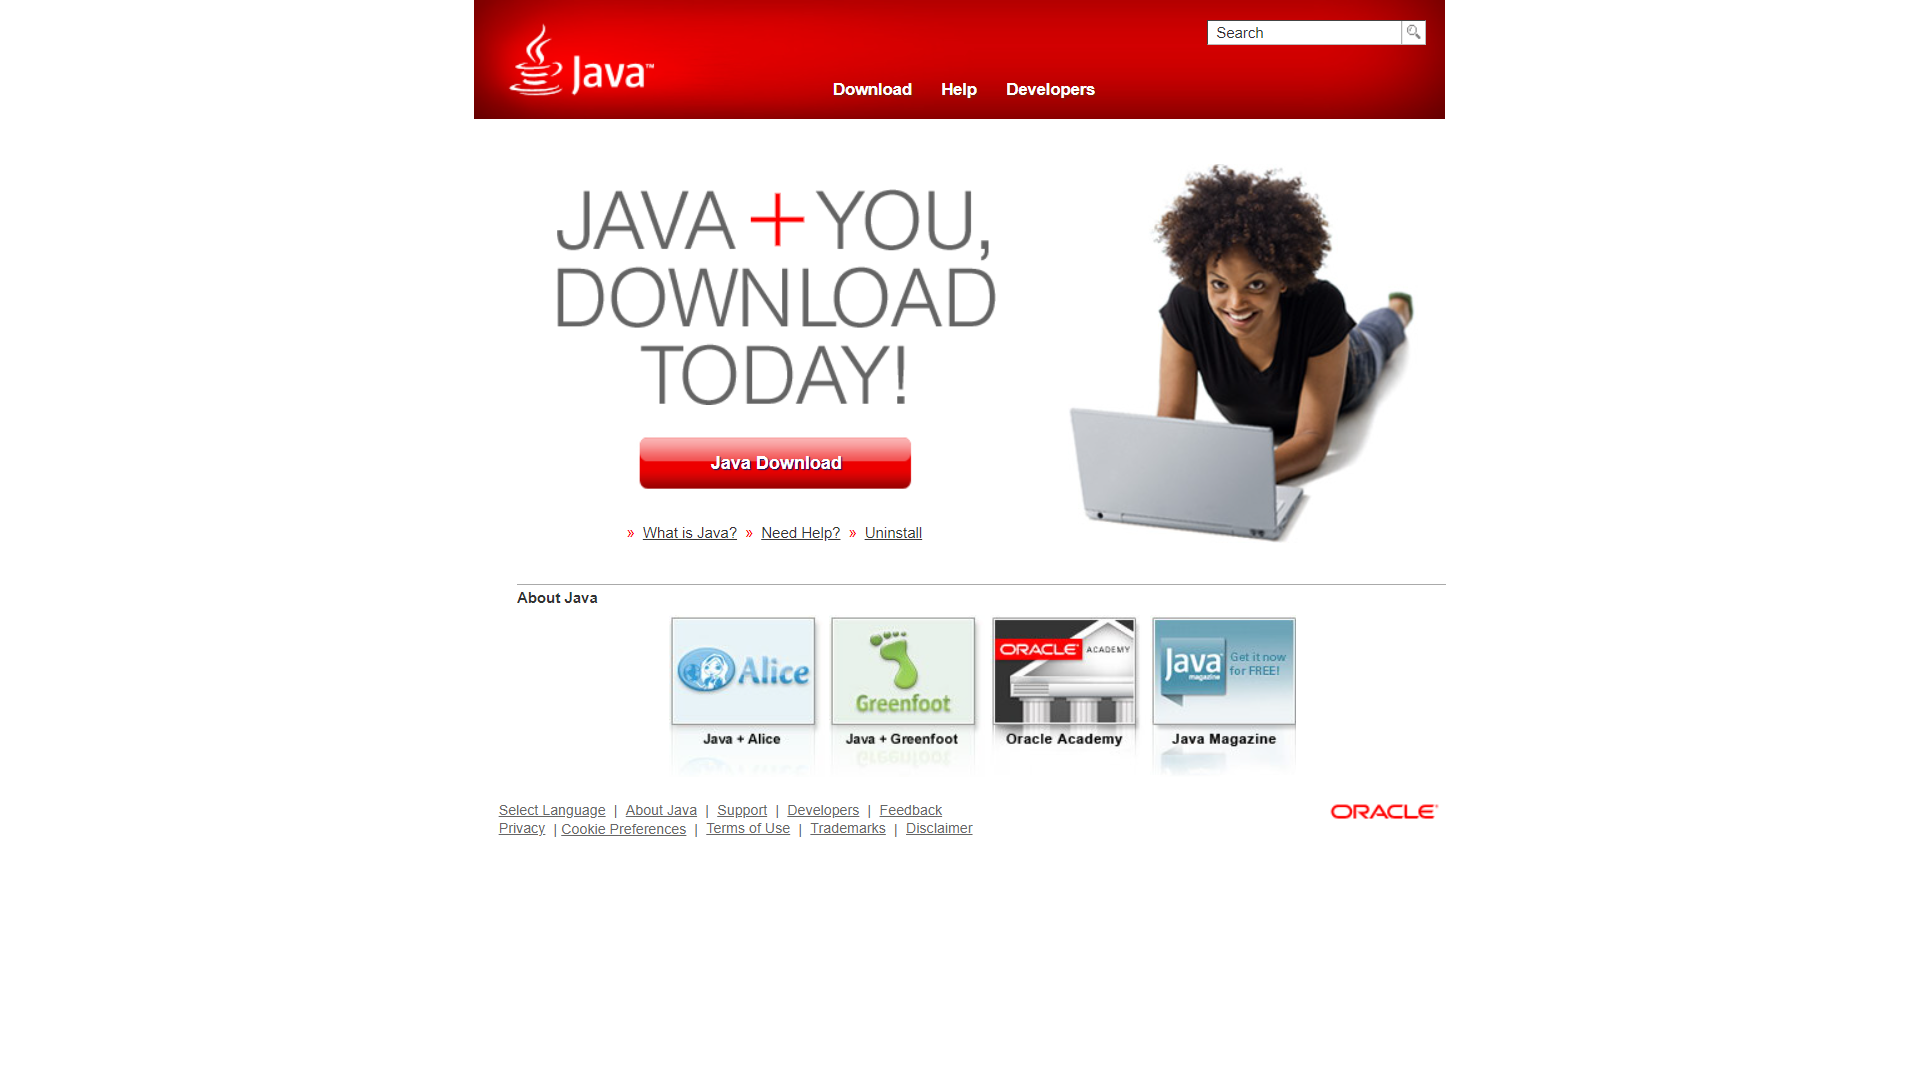 Java™
Search
Download Help Developers
JAVA + YOU,
DOWNLOAD
TODAY!
Java Download
» What is Java? » Need Help? » Uninstall
About Java
Alice
Java + Alice
Greenfoot
Java + Greenfoot
ORACLE ACADEMY
Oracle Academy
Java magazine
Get it now
for FREE!
Java Magazine
Select Language | About Java | Support | Developers | Feedback
Privacy | Cookie Preferences | Terms of Use | Trademarks | Disclaimer
ORACLE